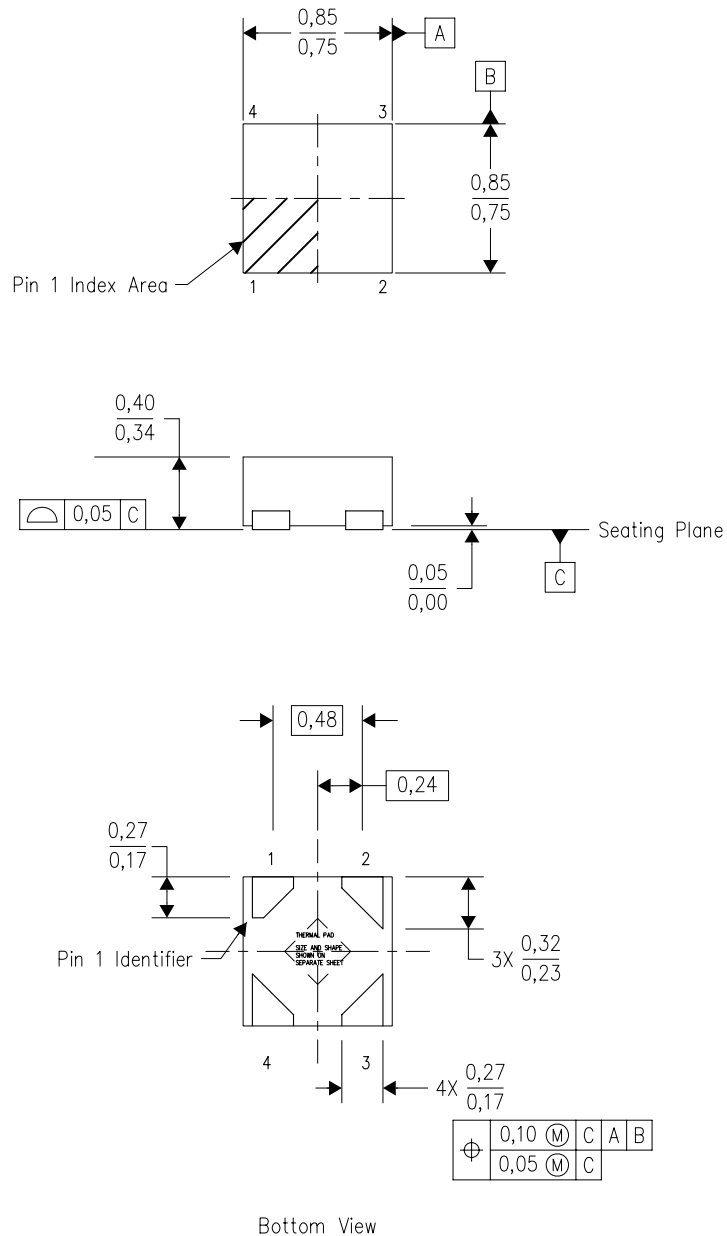 0,85
0,75
A
B
4
3
0,85
0,75
Pin 1 Index Area
1
2
0,40
0,34
0,05 C
Seating Plane
0,05
0,00
C
0,48
0,24
0,27
0,17
1
2
THERMAL PAD
SIZE AND SHAPE
SHOWN ON
SEPARATE SHEET
Pin 1 Identifier
3X 0,32
0,23
4
3
4X 0,27
0,17
0,10 Ⓜ C A B
0,05 Ⓜ C
Bottom View